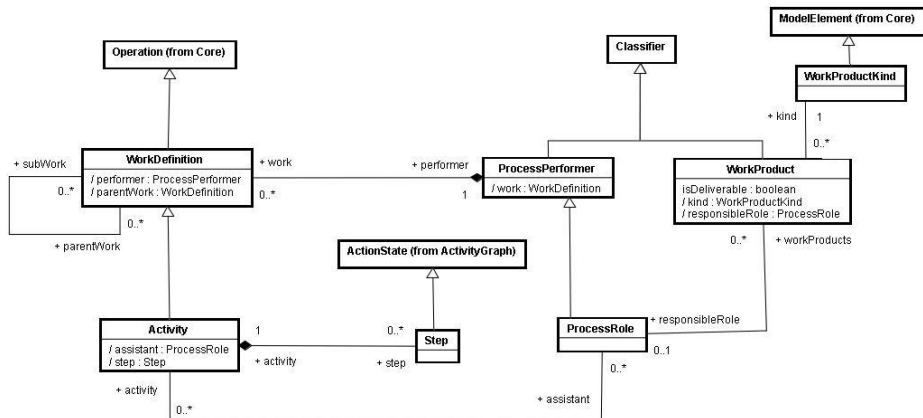 ModelElement (from Core)
Operation (from Core)
Classifier
WorkProductKind
+ kind
1
0..*
+ subWork
0..*
WorkDefinition
/ performer : ProcessPerformer
/ parentWork : WorkDefinition
0..*
+ parentWork
+ work
0..*
+ performer
1
ProcessPerformer
/ work : WorkDefinition
WorkProduct
isDeliverable : boolean
/ kind : WorkProductKind
/ responsibleRole : ProcessRole
0..*
+ workProducts
ActionState (from ActivityGraph)
Activity
/ assistant : ProcessRole
/ step : Step
1
+ activity
0..*
+ step
Step
ProcessRole
+ responsibleRole
0..1
+ activity
0..*
0..*
+ assistant